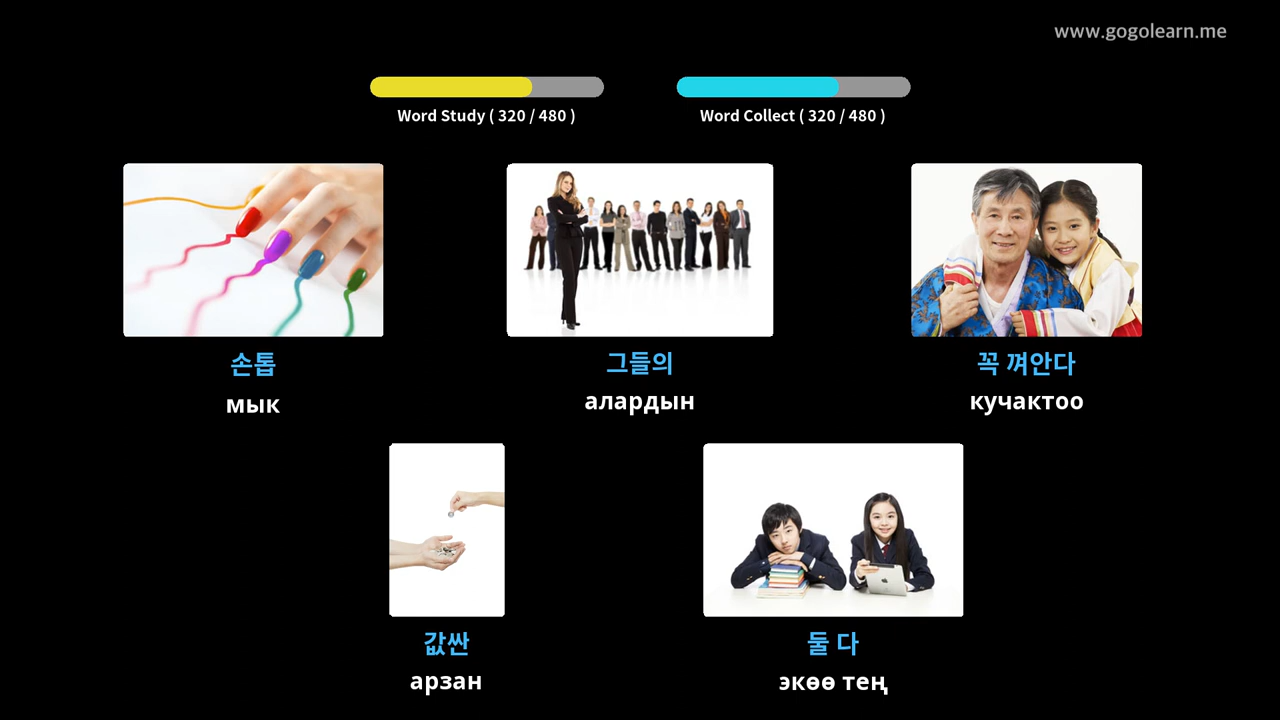 www.gogolearn.me
Word Study ( 320 / 480 )
Word Collect ( 320 / 480 )
손톱
мык
그들의
алардын
꼭 껴안다
кучактоо
값싼
арзан
둘 다
экөө тең